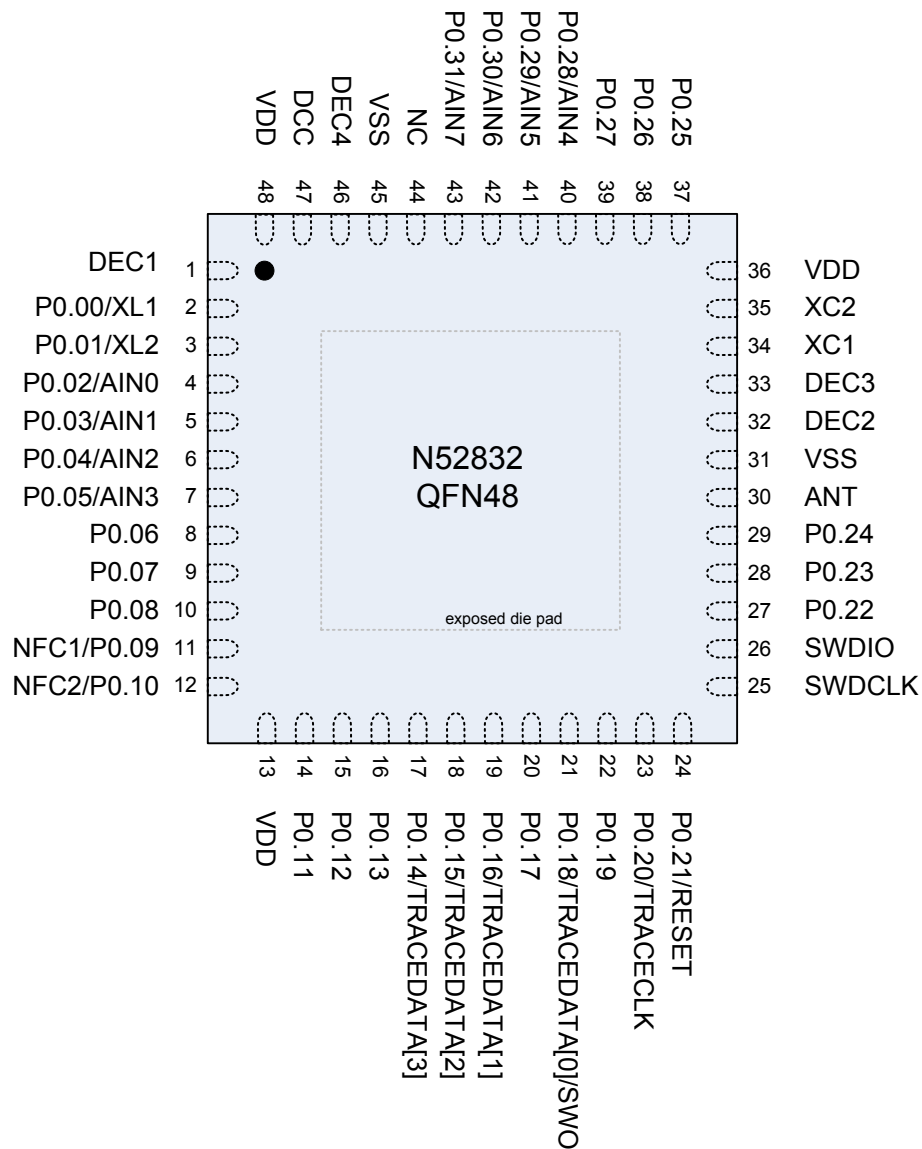 P0.31/AIN7
P0.30/AIN6
P0.29/AIN5
P0.28/AIN4
P0.27
P0.26
P0.25
VDD
DCC
DEC4
VSS
NC
48
47
46
45
44
43
42
41
40
39
38
37
DEC1 1
P0.00/XL1 2
P0.01/XL2 3
P0.02/AIN0 4
P0.03/AIN1 5
P0.04/AIN2 6
P0.05/AIN3 7
P0.06 8
P0.07 9
P0.08 10
NFC1/P0.09 11
NFC2/P0.10 12
N52832
QFN48
exposed die pad
36 VDD
35 XC2
34 XC1
33 DEC3
32 DEC2
31 VSS
30 ANT
29 P0.24
28 P0.23
27 P0.22
26 SWDIO
25 SWDCLK
13
14
15
16
17
18
19
20
21
22
23
24
VDD
P0.11
P0.12
P0.13
P0.14/TRACEDATA[3]
P0.15/TRACEDATA[2]
P0.16/TRACEDATA[1]
P0.17
P0.18/TRACEDATA[0]/SWO
P0.19
P0.20/TRACECLK
P0.21/RESET